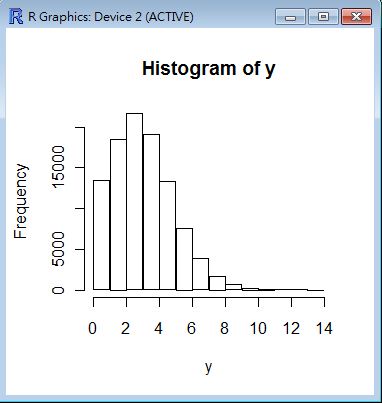 R Graphics: Device 2 (ACTIVE)
Histogram of y
Frequency
15000
5000
0
0 2 4 6 8 10 12 14
y